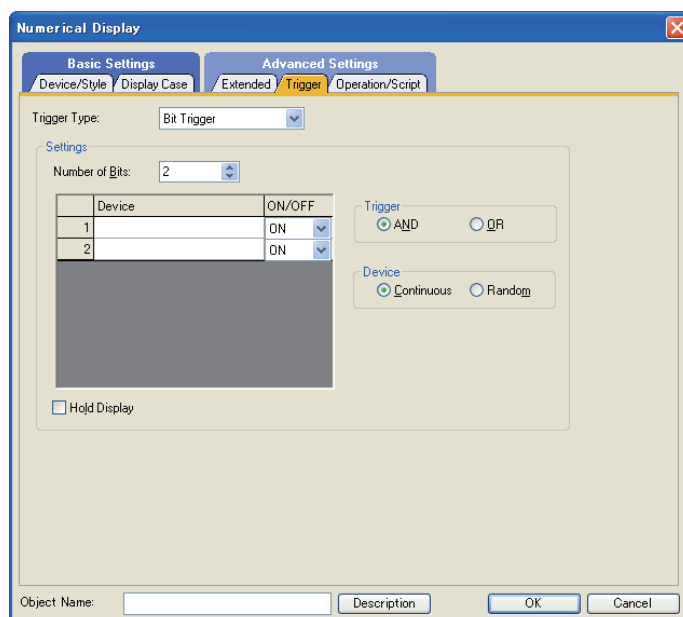 Numerical Display
Basic Settings Advanced Settings
Device/Style Display Case Extended Trigger Operation/Script
Trigger Type: Bit Trigger
Settings
Number of Bits: 2
Device ON/OFF
1 ON
2 ON
Trigger
AND OR
Device
Continuous Random
Hold Display
Object Name: Description OK Cancel